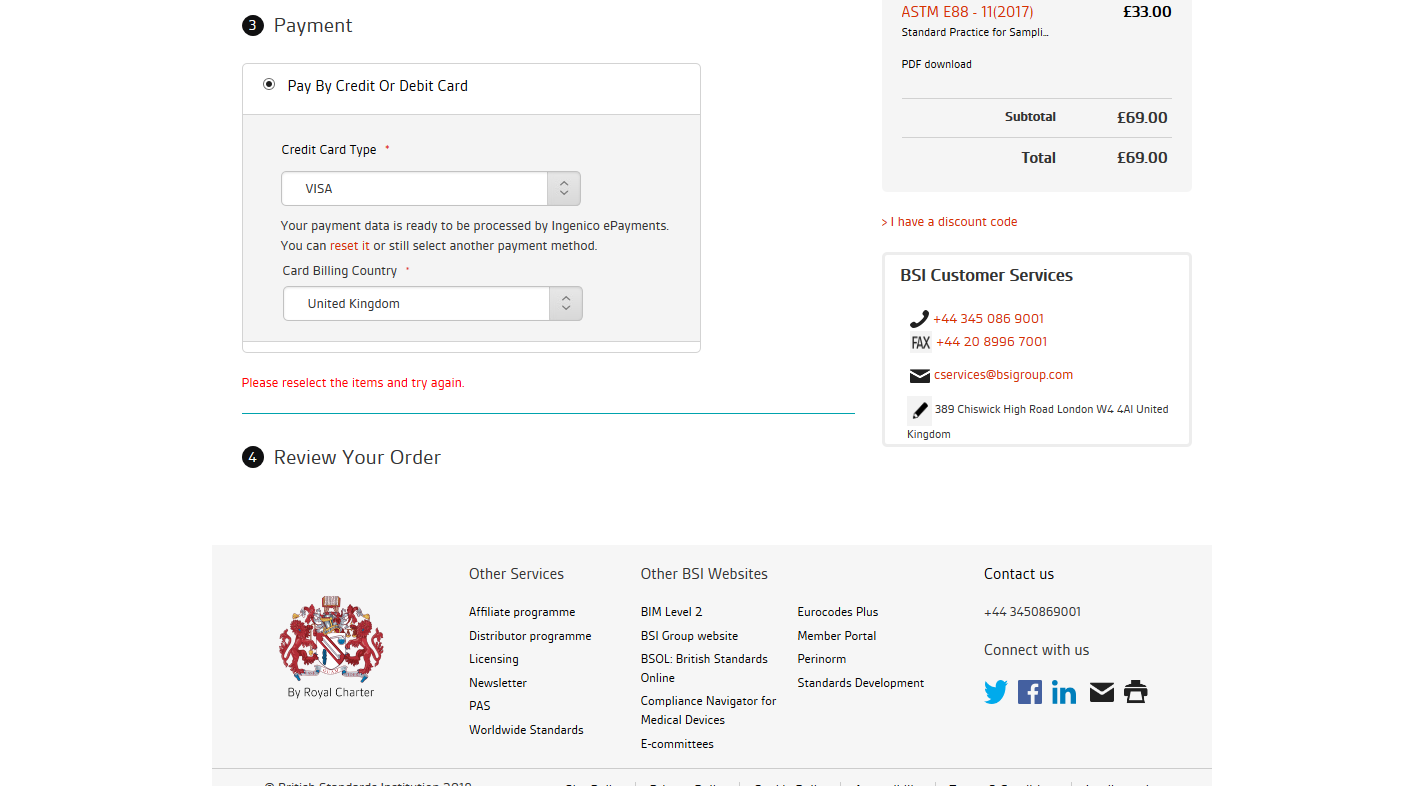 3 Payment
Pay By Credit Or Debit Card
Credit Card Type *
VISA
Your payment data is ready to be processed by Ingenico ePayments.
You can reset it or still select another payment method.
Card Billing Country *
United Kingdom
Please reselect the items and try again.
4 Review Your Order
ASTM E88 - 11(2017) £33.00
Standard Practice for Sampli...
PDF download
Subtotal £69.00
Total £69.00
> I have a discount code
BSI Customer Services
+44 345 086 9001
FAX +44 20 8996 7001
cservices@bsigroup.com
389 Chiswick High Road London W4 4Al United
Kingdom
By Royal Charter
Other Services
Affiliate programme
Distributor programme
Licensing
Newsletter
PAS
Worldwide Standards
Other BSI Websites
BIM Level 2
BSI Group website
BSOL: British Standards
Online
Compliance Navigator for
Medical Devices
E-committees
Eurocodes Plus
Member Portal
Perinorm
Standards Development
Contact us
+44 3450869001
Connect with us
© British Standards Institution